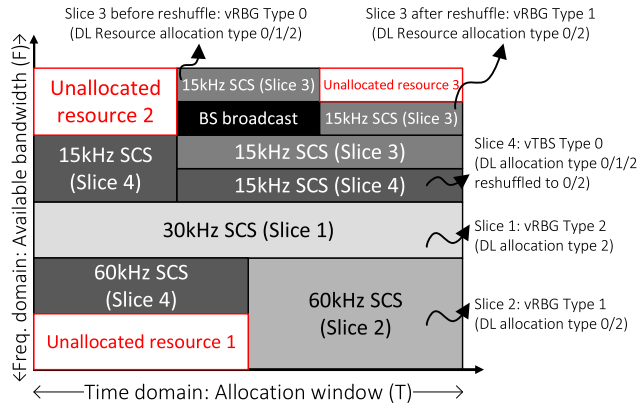 Slice 3 before reshuffle: vRBG Type 0
(DL Resource allocation type 0/1/2)
Slice 3 after reshuffle: vRBG Type 1
(DL Resource allocation type 0/2)
Unallocated
resource 2
15kHz SCS (Slice 3)
Unallocated resource 3
BS broadcast
15kHz SCS (Slice 3)
15kHz SCS
(Slice 4)
15kHz SCS (Slice 3)
15kHz SCS (Slice 4)
Slice 4: vTBS Type 0
(DL allocation type 0/1/2
reshuffled to 0/2)
30kHz SCS (Slice 1)
Slice 1: vRBG Type 2
(DL allocation type 2)
60kHz SCS
(Slice 4)
60kHz SCS
(Slice 2)
Slice 2: vRBG Type 1
(DL allocation type 0/2)
Unallocated resource 1
Freq. domain: Available bandwidth (F)
Time domain: Allocation window (T)